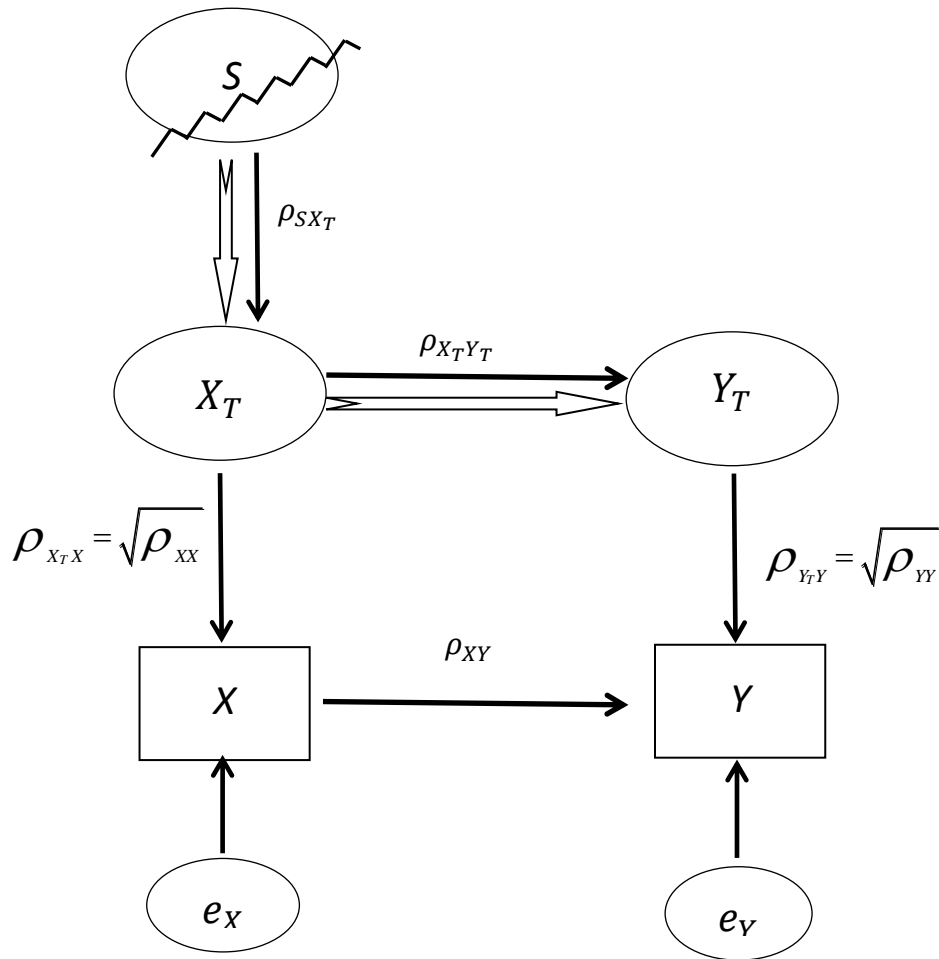 S
ρ_{SX_T}
ρ_{X_TY_T}
X_T
Y_T
ρ_{X_TX} = √ρ_{XX}
ρ_{Y_TY} = √ρ_{YY}
ρ_{XY}
X
Y
e_X
e_Y